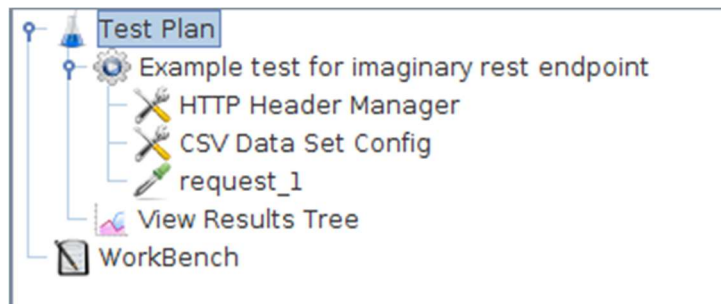 Test Plan
Example test for imaginary rest endpoint
HTTP Header Manager
CSV Data Set Config
request_1
View Results Tree
WorkBench